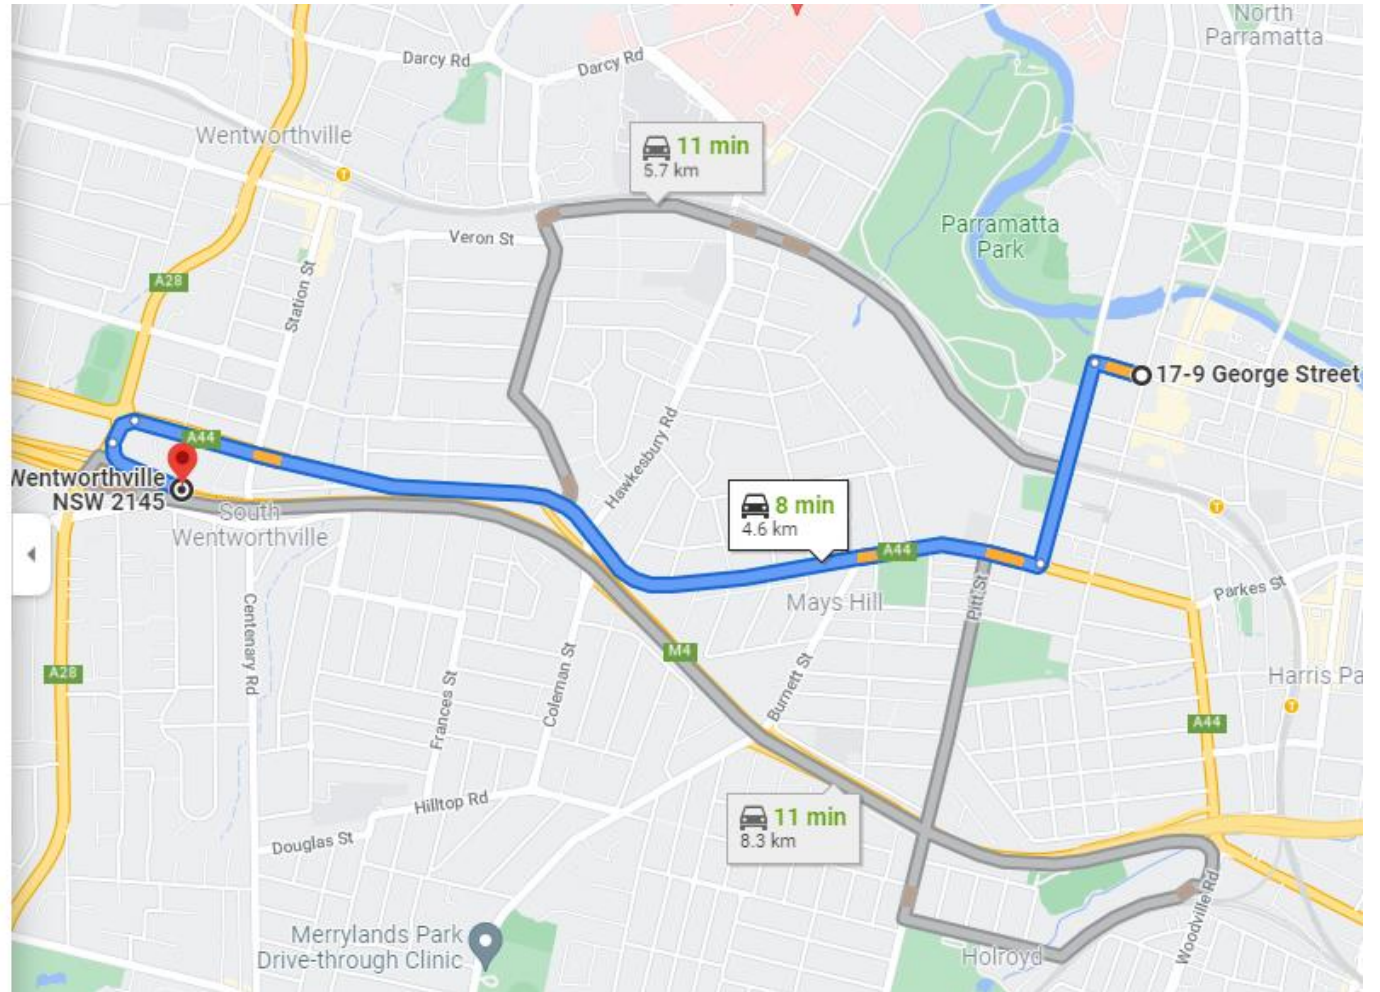 North
Parramatta
Darcy Rd
Darcy Rd
Wentworthville
T
11 min
5.7 km
Parramatta
Park
Veron St
A28
Station St
17-9 George Street
Hawkesbury Rd
A44
Wentworthville
NSW 2145
South
Wentworthville
8 min
4.6 km
T
A44
Pitt St
Parkes St
Mays Hill
Centenary Rd
M4
A28
Frances St
Coleman St
Burnett St
Harris Pa
T
A44
Hilltop Rd
11 min
8.3 km
Douglas St
Woodville Rd
Merrylands Park
Drive-through Clinic
Holroyd